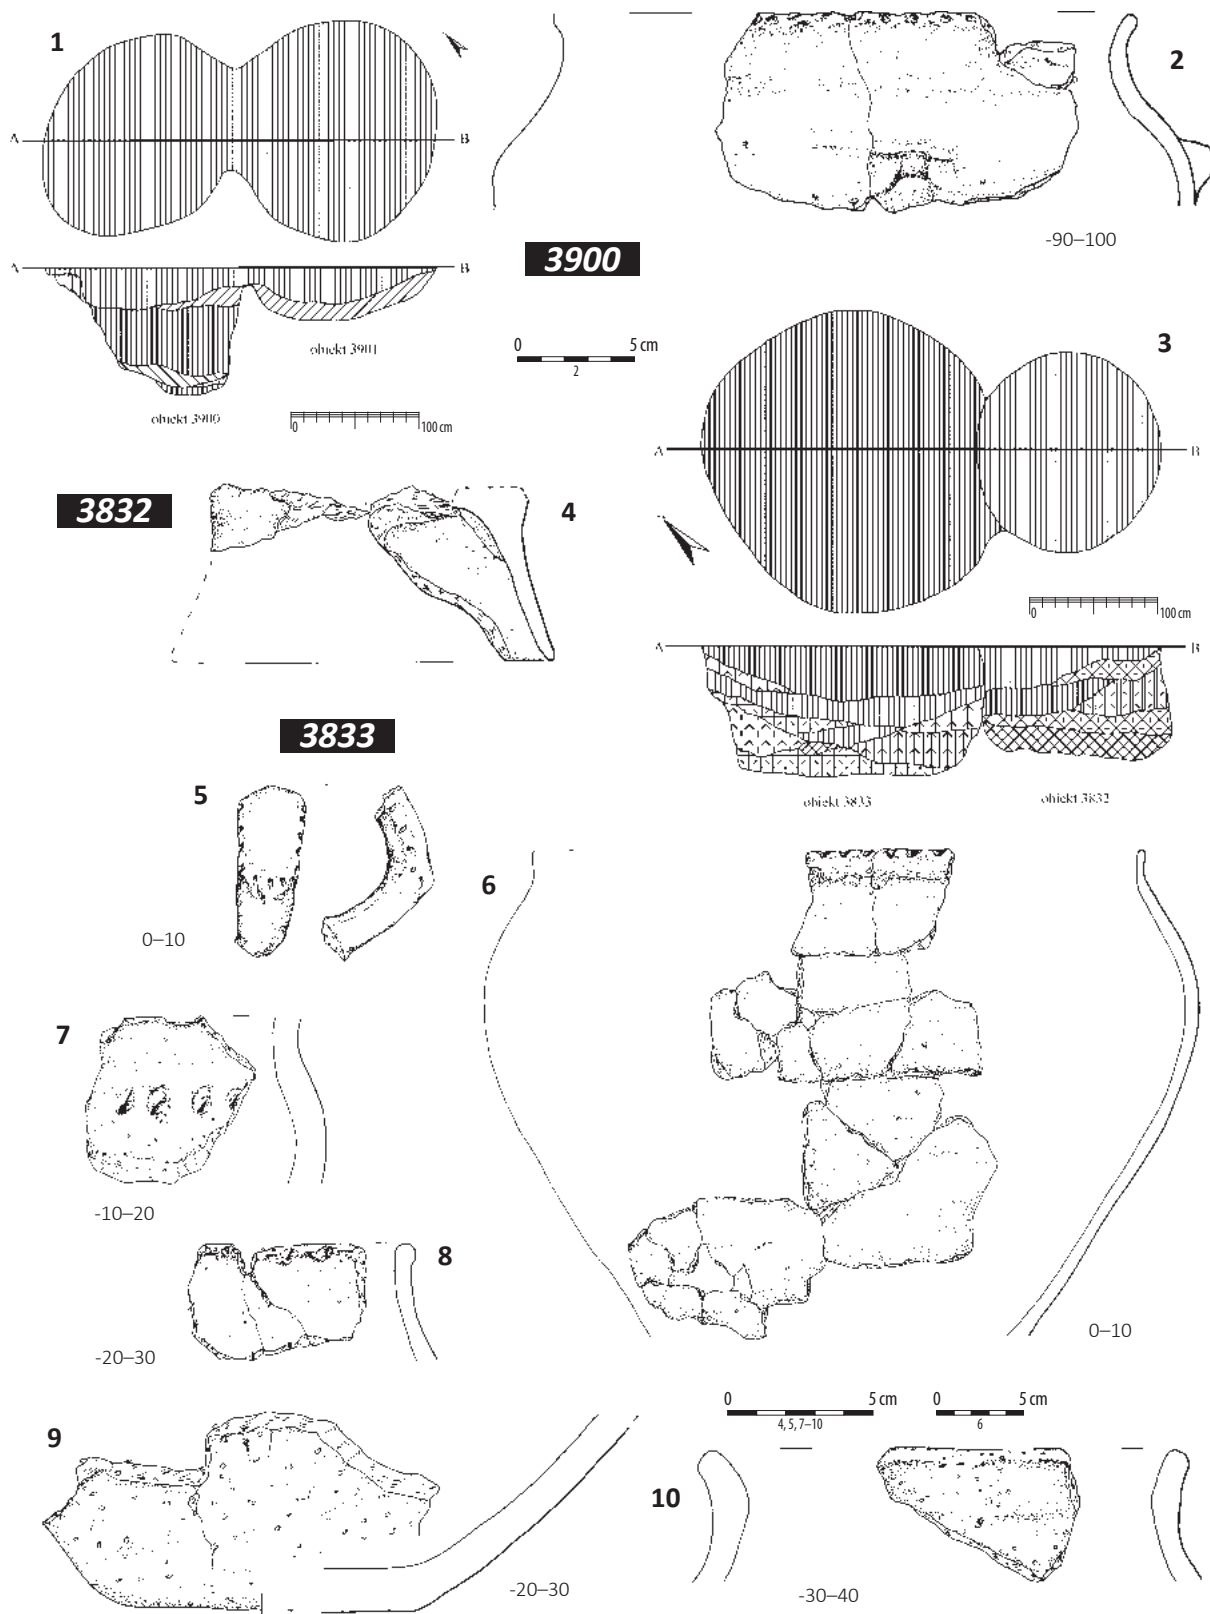 1
A
B
A
B
obiekt 3901
obiekt 3900
0
100 cm
2
-90–100
3900
0
5 cm
2
3
A
B
0
100 cm
A
B
obiekt 3833
obiekt 3832
3832
4
3833
5
0–10
6
0–10
7
-10–20
8
-20–30
9
-20–30
0
5 cm
4, 5, 7–10
0
5 cm
6
10
-30–40